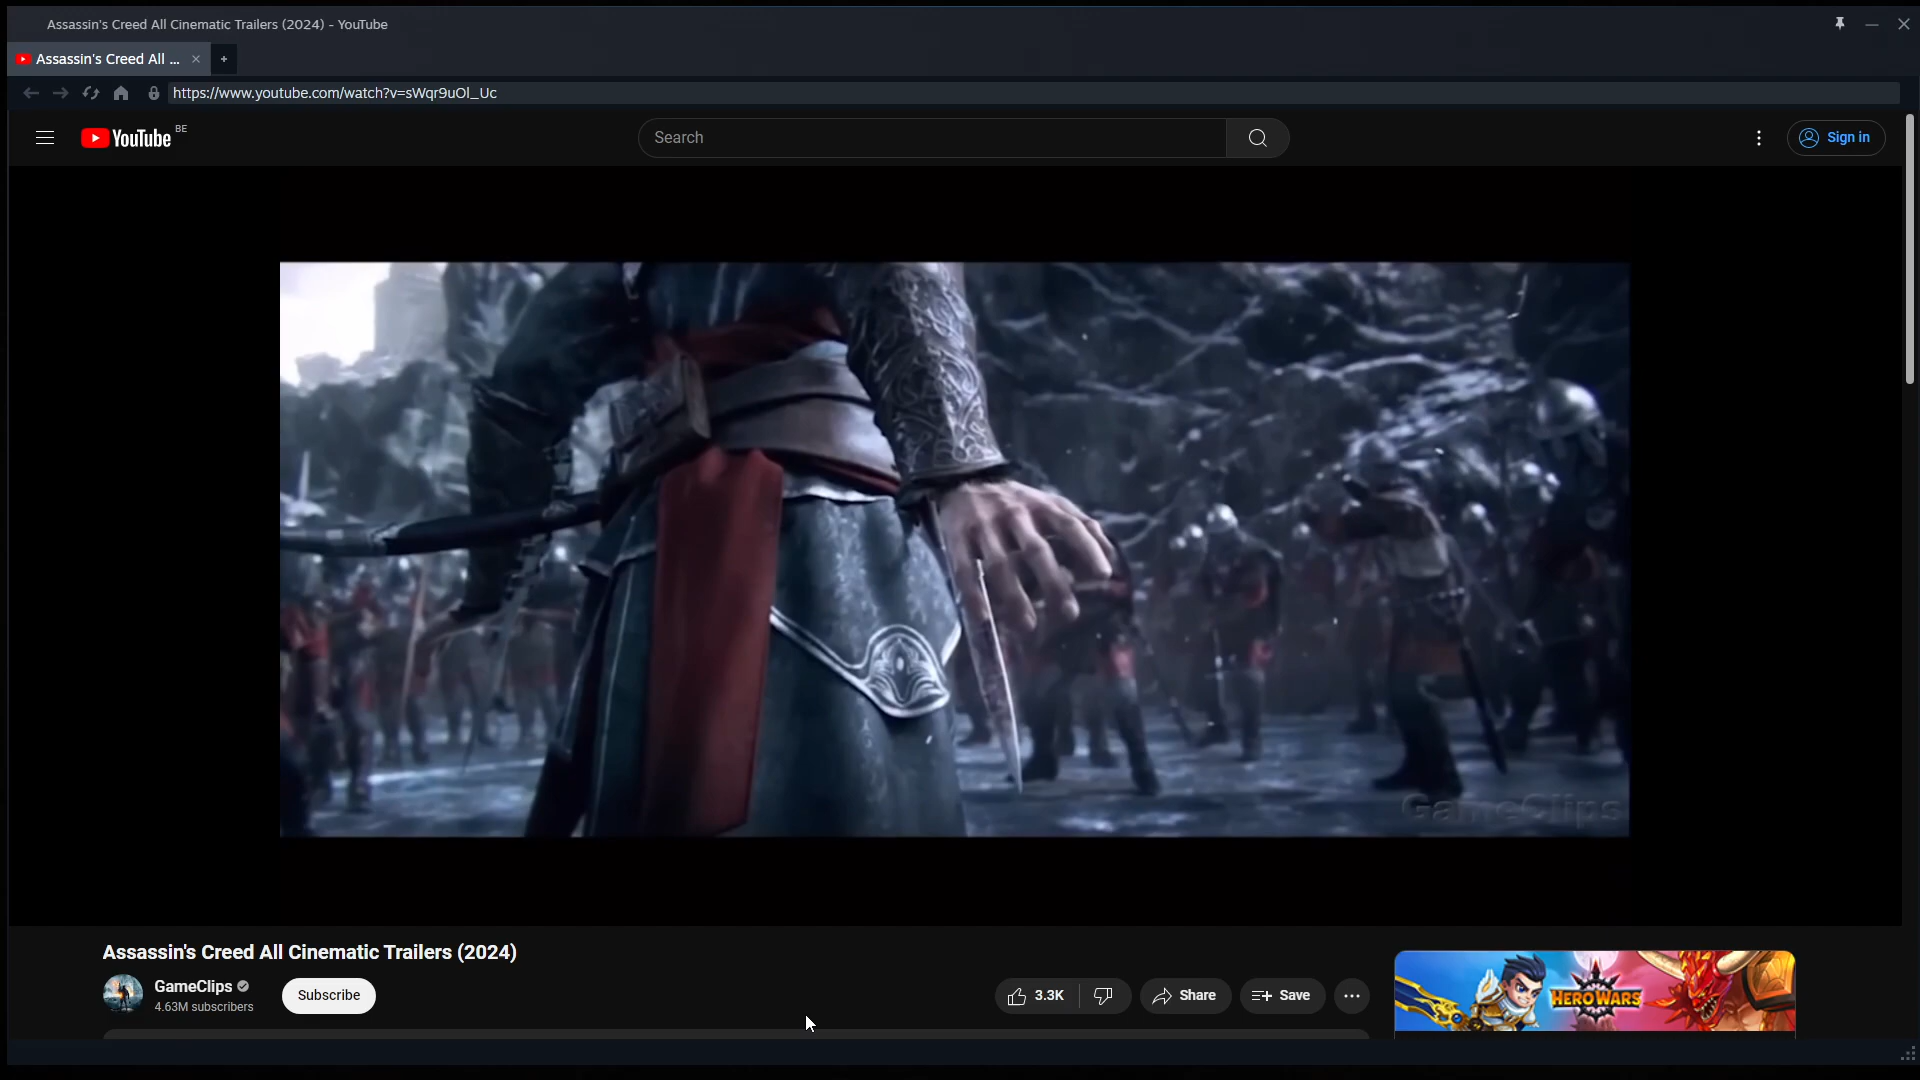 Assassin's Creed All Cinematic Trailers (2024) - YouTube
Assassin's Creed All ...
https://www.youtube.com/watch?v=sWqr9uOl_Uc
YouTube BE
Search
Sign in
GameClips
Assassin's Creed All Cinematic Trailers (2024)
GameClips
4.63M subscribers
Subscribe
3.3K
Share
Save
HERO WARS